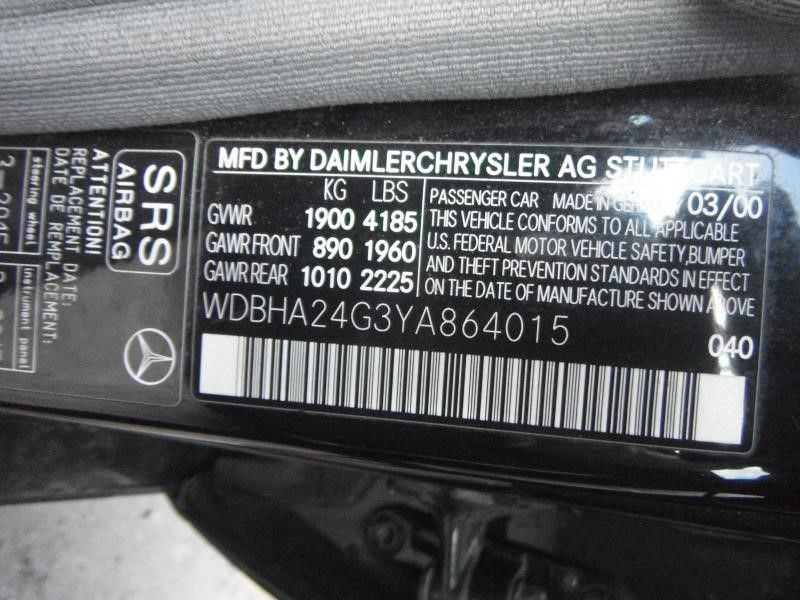 MFD BY DAIMLERCHRYSLER AG STUTTGART
KG LBS
GVWR 1900 4185
GAWR FRONT 890 1960
GAWR REAR 1010 2225
PASSENGER CAR MADE IN GERMANY 03/00
THIS VEHICLE CONFORMS TO ALL APPLICABLE
U.S. FEDERAL MOTOR VEHICLE SAFETY,BUMPER
AND THEFT PREVENTION STANDARDS IN EFFECT
ON THE DATE OF MANUFACTURE SHOWN ABOVE
WDBHA24G3YA864015
040
SRS
AIRBAG
ATTENTION!
REPLACEMENT DATE:
DATE DE REMPLACEMENT:
steering wheel
instrument panel